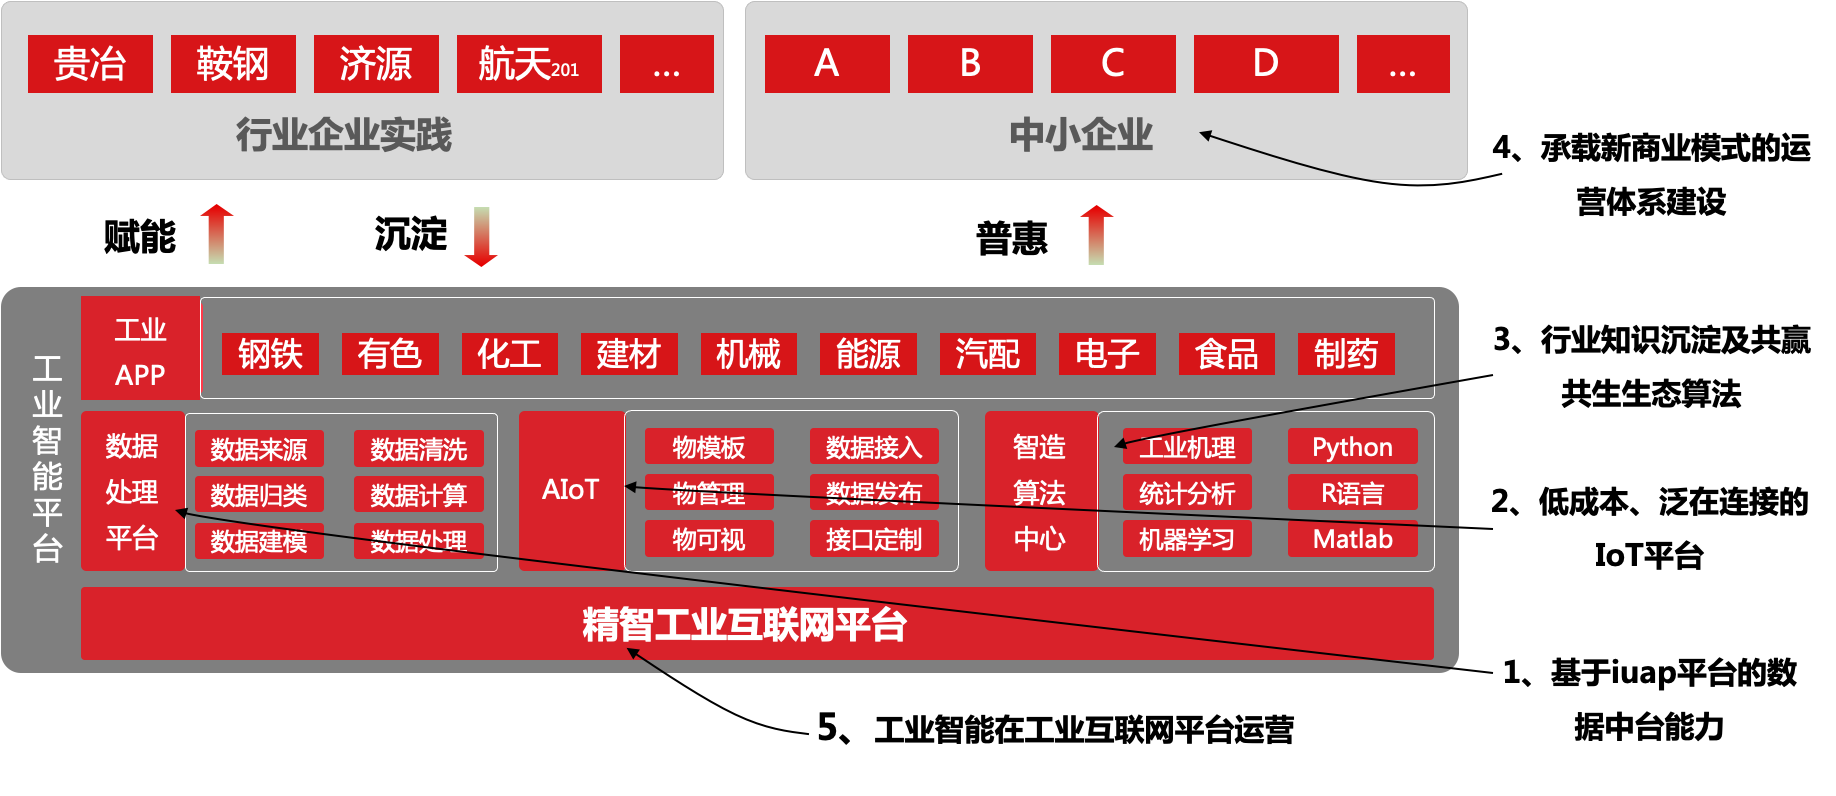 贵冶 鞍钢 济源 航天201 ...
行业企业实践
A B C D ...
中小企业
4、承载新商业模式的运
营体系建设
赋能 沉淀 普惠
工业智能平台
工业
APP
钢铁 有色 化工 建材 机械 能源 汽配 电子 食品 制药
3、行业知识沉淀及共赢
共生生态算法
数据
处理
平台
数据来源 数据清洗
数据归类 数据计算
数据建模 数据处理
AIoT
物模板 数据接入
物管理 数据发布
物可视 接口定制
智造
算法
中心
工业机理 Python
统计分析 R语言
机器学习 Matlab
2、低成本、泛在连接的
IoT平台
精智工业互联网平台
1、基于iuap平台的数
据中台能力
5、工业智能在工业互联网平台运营